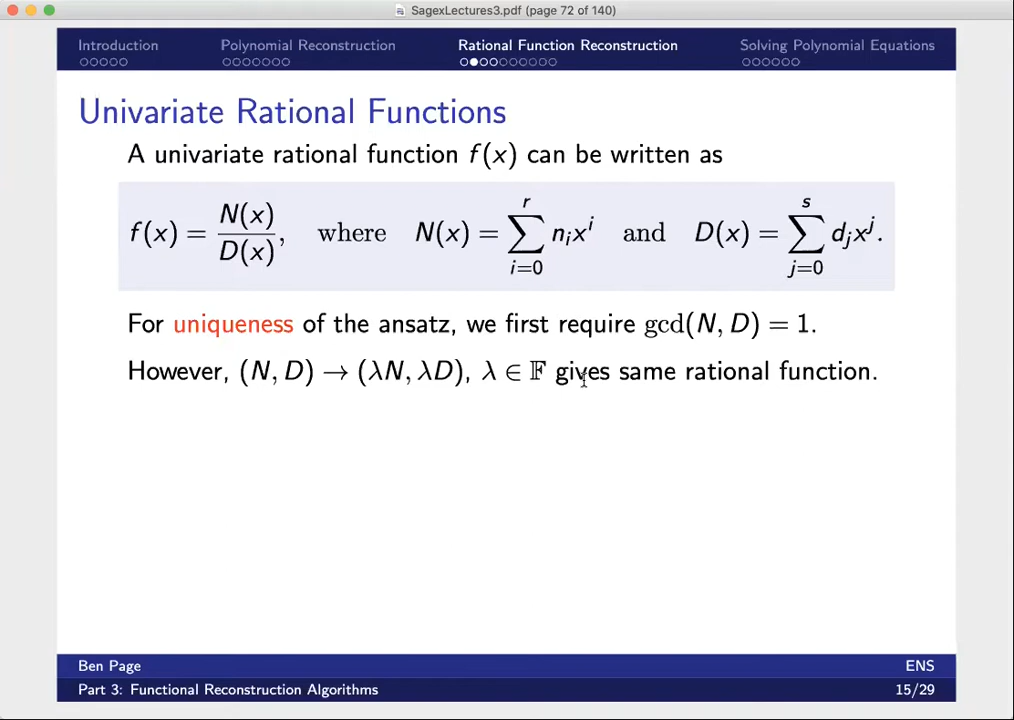 SagexLectures3.pdf (page 72 of 140)
Introduction Polynomial Reconstruction Rational Function Reconstruction Solving Polynomial Equations
Univariate Rational Functions
A univariate rational function f(x) can be written as
f(x) = N(x)/D(x), where N(x) = ∑_{i=0}^{r} n_i x^i and D(x) = ∑_{j=0}^{s} d_j x^j.
For uniqueness of the ansatz, we first require gcd(N, D) = 1.
However, (N, D) → (λN, λD), λ ∈ 𝔽 gives same rational function.
Ben Page ENS
Part 3: Functional Reconstruction Algorithms 15/29